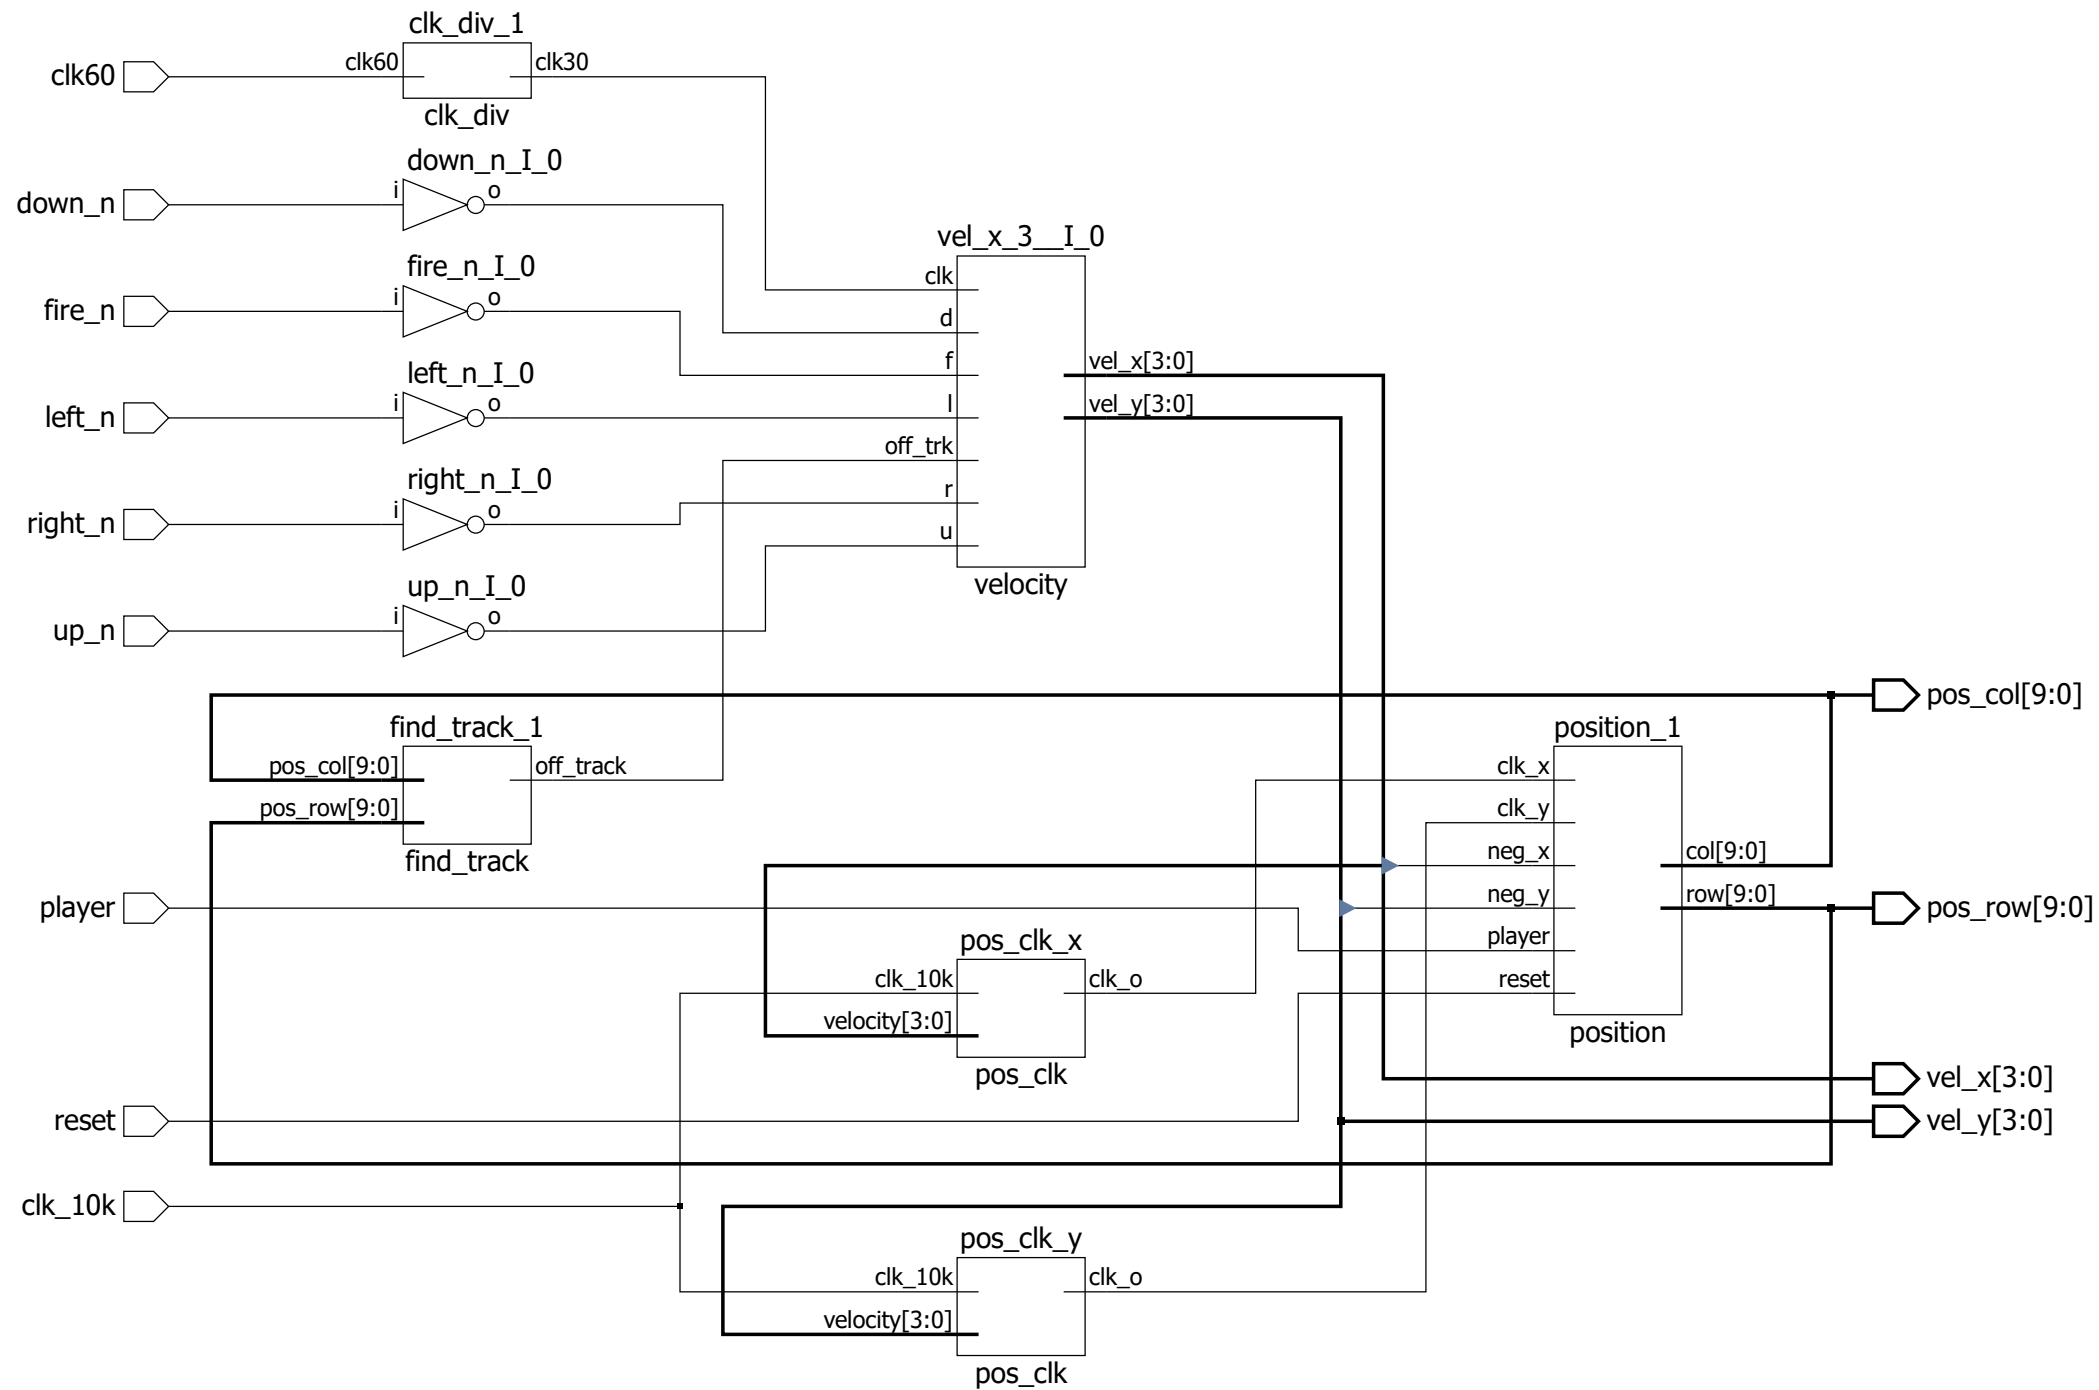 clk_div_1
clk60
clk60
clk30
clk_div
down_n_I_0
down_n
i
o
vel_x_3__I_0
fire_n_I_0
clk
fire_n
i
o
d
f
vel_x[3:0]
left_n_I_0
left_n
i
o
l
vel_y[3:0]
off_trk
right_n_I_0
right_n
i
o
r
u
velocity
up_n_I_0
up_n
i
o
pos_col[9:0]
find_track_1
position_1
pos_col[9:0]
off_track
clk_x
pos_row[9:0]
clk_y
find_track
neg_x
col[9:0]
player
neg_y
row[9:0]
pos_row[9:0]
pos_clk_x
player
clk_10k
clk_o
reset
velocity[3:0]
position
pos_clk
vel_x[3:0]
reset
vel_y[3:0]
clk_10k
pos_clk_y
clk_10k
clk_o
velocity[3:0]
pos_clk